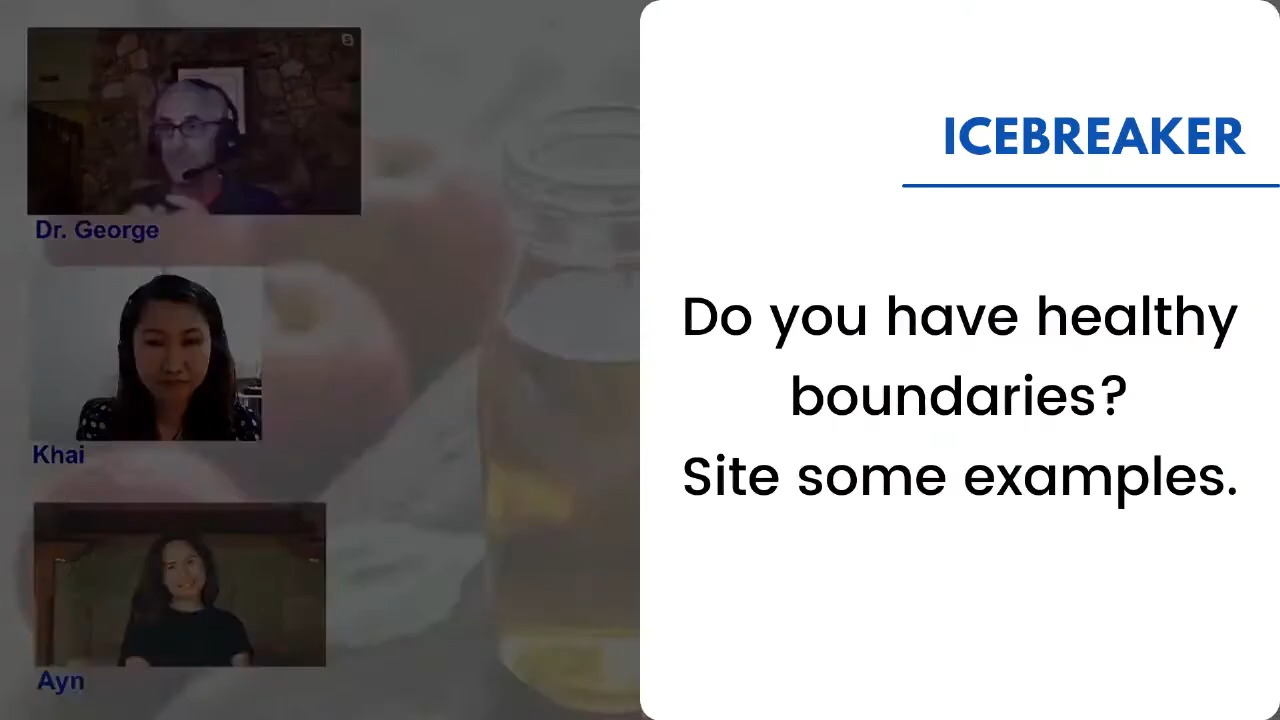 Dr. George
Khai
Ayn
ICEBREAKER
Do you have healthy
boundaries?
Site some examples.